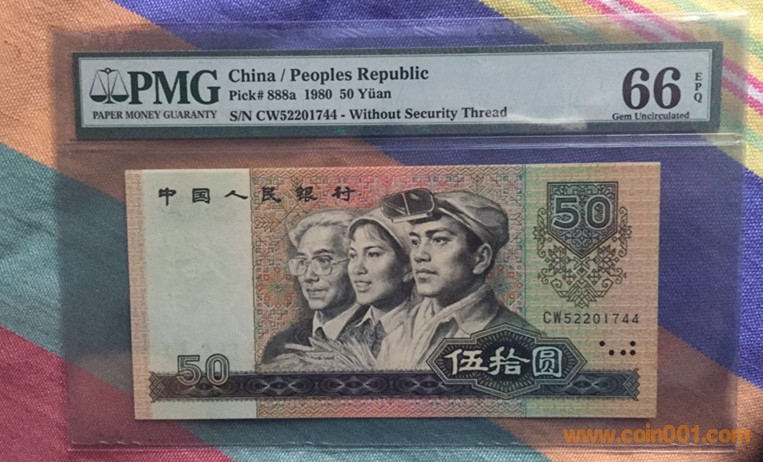 PMG
PAPER MONEY GUARANTY
China / Peoples Republic
Pick# 888a 1980 50 Yüan
S/N CW52201744 - Without Security Thread
66
EPQ
Gem Uncirculated
中国人民银行
50
CW52201744
50
伍拾圆
www.coin001.com